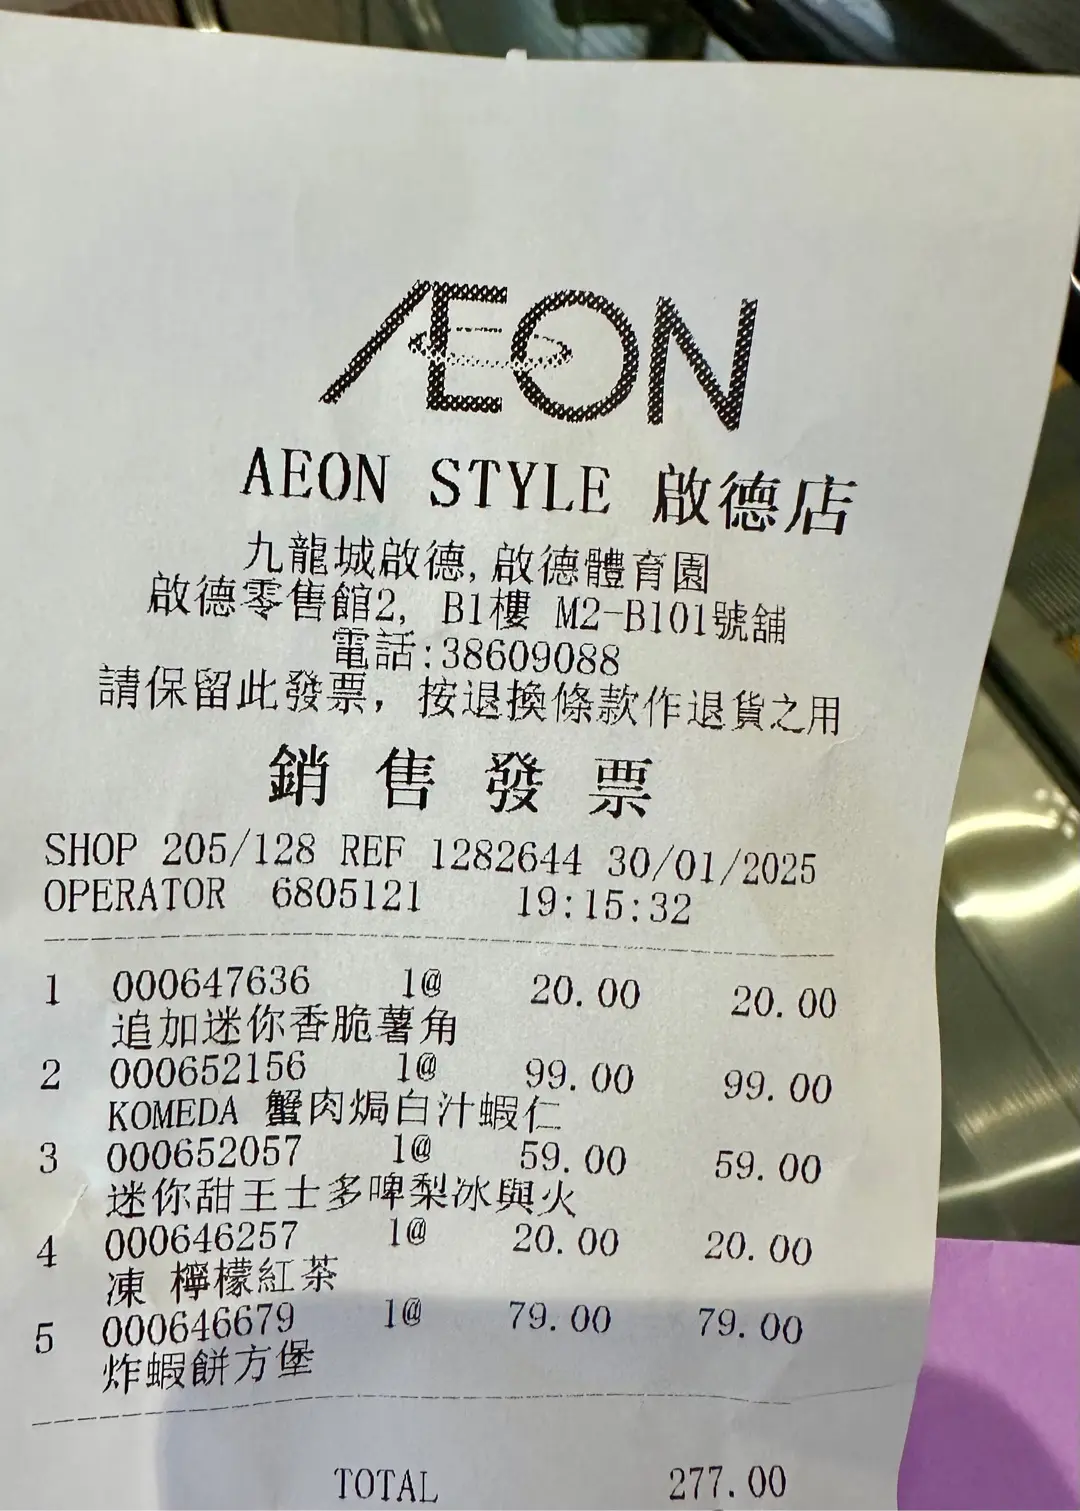 AEON
AEON STYLE 啟德店
九龍城啟德, 啟德體育園
啟德零售館2, B1樓 M2-B101號舖
電話:38609088
請保留此發票, 按退換條款作退貨之用
銷售發票
SHOP 205/128 REF 1282644 30/01/2025
OPERATOR 6805121 19:15:32
1 000647636 1@ 20.00 20.00
追加迷你香脆薯角
2 000652156 1@ 99.00 99.00
KOMEDA 蟹肉焗白汁蝦仁
3 000652057 1@ 59.00 59.00
迷你甜王士多啤梨冰與火
4 000646257 1@ 20.00 20.00
凍 檸檬紅茶
5 000646679 1@ 79.00 79.00
炸蝦餅方堡
TOTAL 277.00